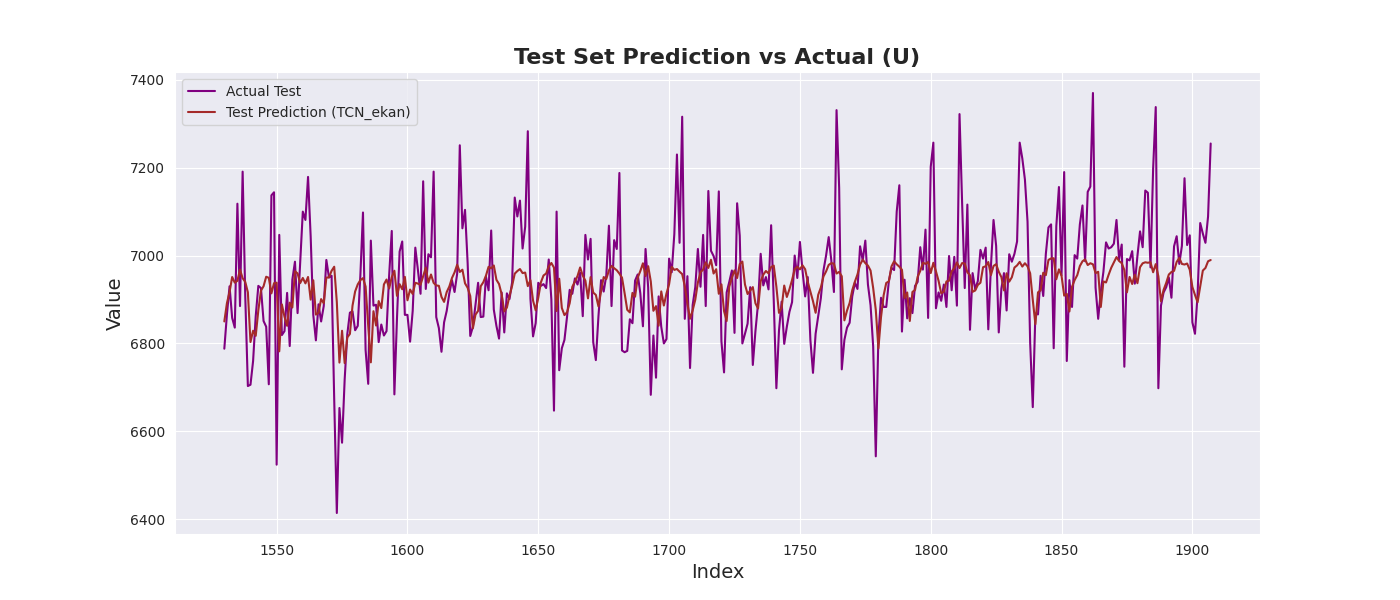 Test Set Prediction vs Actual (U)
Actual Test
Test Prediction (TCN_ekan)
Value
7400
7200
7000
6800
6600
6400
1550
1600
1650
1700
1750
1800
1850
1900
Index